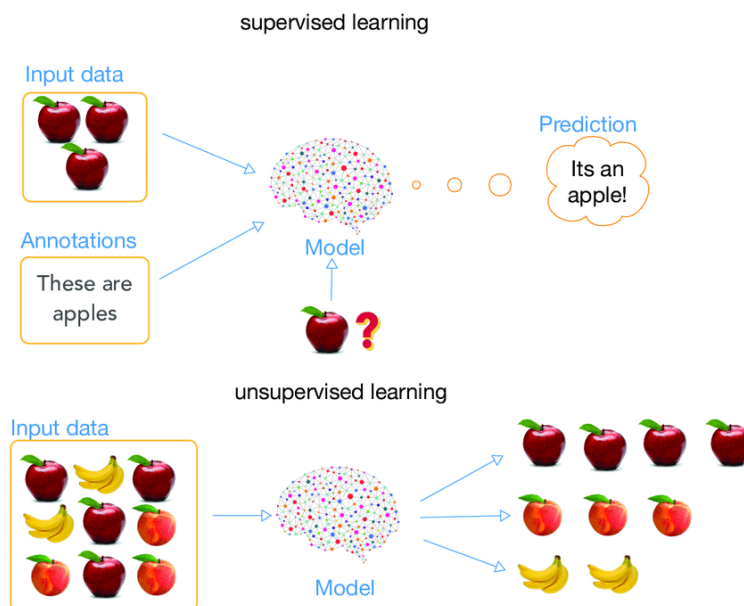 supervised learning
Input data
Prediction
Its an
apple!
Annotations
Model
These are
apples
?
unsupervised learning
Input data
Model